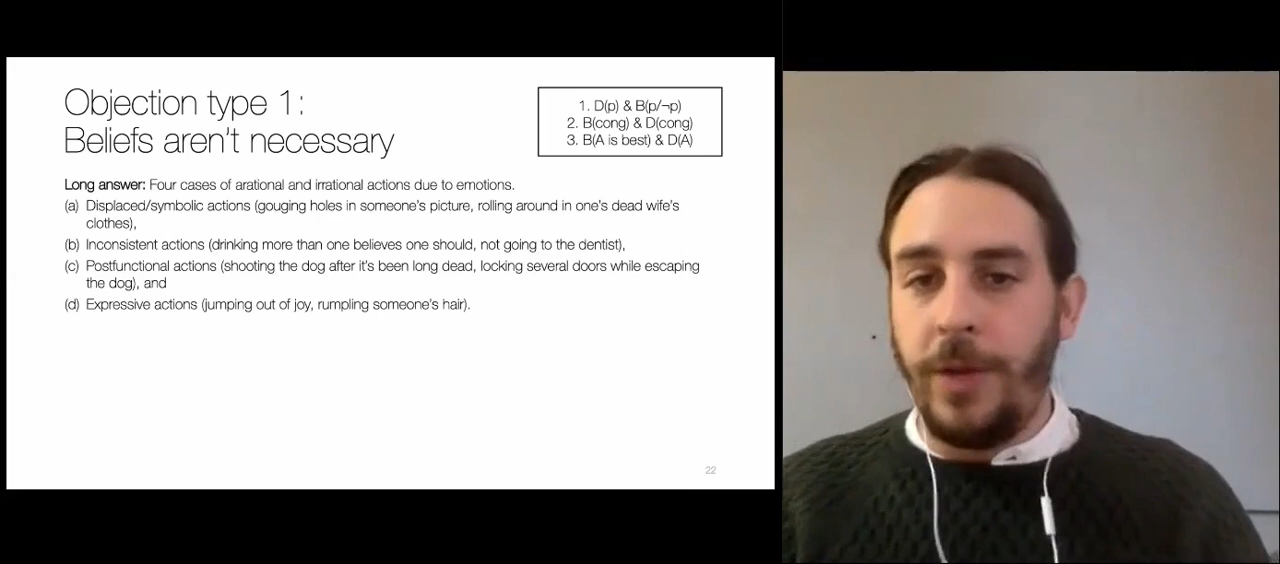 Objection type 1:
Beliefs aren't necessary
1. D(p) & B(p/¬p)
2. B(cong) & D(cong)
3. B(A is best) & D(A)
Long answer: Four cases of arational and irrational actions due to emotions.
(a) Displaced/symbolic actions (gouging holes in someone's picture, rolling around in one's dead wife's
clothes),
(b) Inconsistent actions (drinking more than one believes one should, not going to the dentist),
(c) Postfunctional actions (shooting the dog after it's been long dead, locking several doors while escaping
the dog), and
(d) Expressive actions (jumping out of joy, rumpling someone's hair).
22